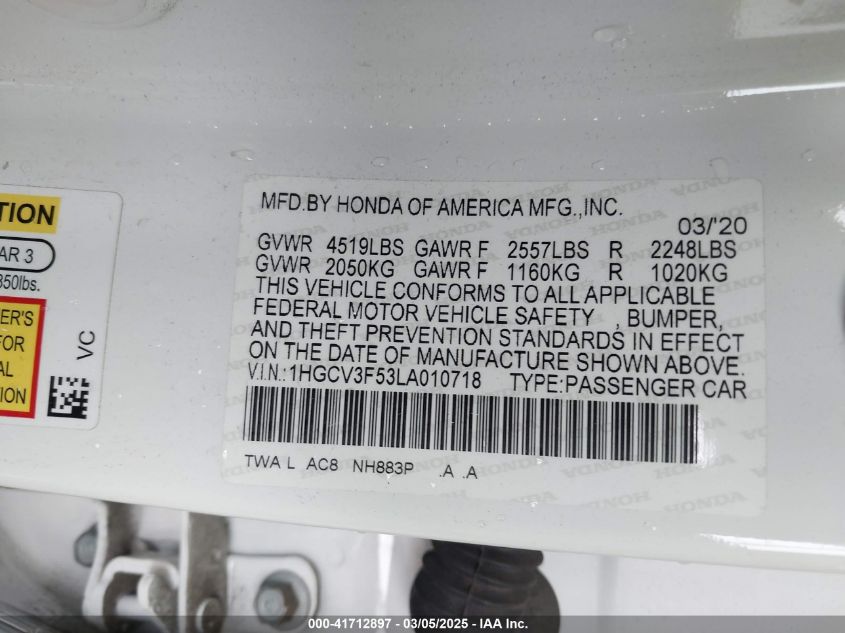 TION
AR 3
850lbs.
ER'S
FOR
AL
TION
VC
MFD.BY HONDA OF AMERICA MFG.,INC.
03/'20
GVWR 4519LBS GAWR F 2557LBS R 2248LBS
GVWR 2050KG GAWR F 1160KG R 1020KG
THIS VEHICLE CONFORMS TO ALL APPLICABLE
FEDERAL MOTOR VEHICLE SAFETY , BUMPER,
AND THEFT PREVENTION STANDARDS IN EFFECT
ON THE DATE OF MANUFACTURE SHOWN ABOVE.
VIN:1HGCV3F53LA010718 TYPE:PASSENGER CAR
TWA L AC8 NH883P .A .A
000-41712897 - 03/05/2025 - IAA Inc.